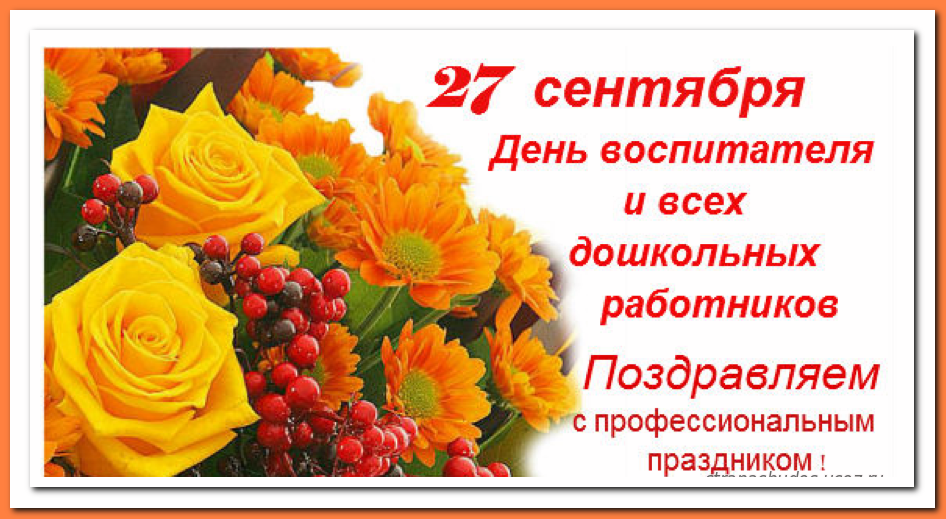 27 сентября
День воспитателя
и всех
дошкольных
работников
Поздравляем
с профессиональным
праздником !